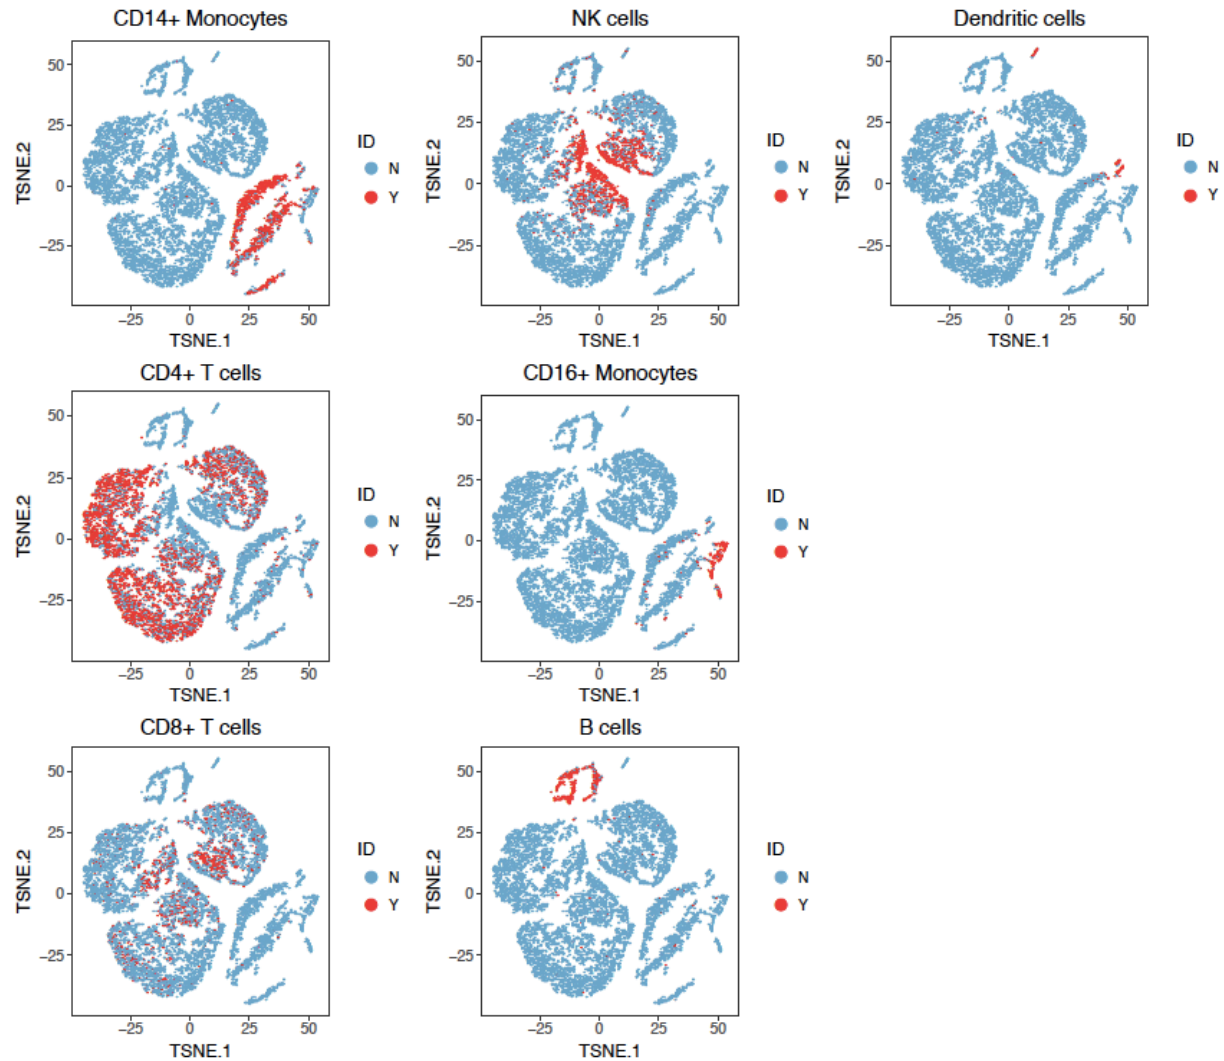 CD14+ Monocytes
TSNE.2
50
25
0
−25
−25 0 25 50
TSNE.1
ID
N
Y
NK cells
TSNE.2
50
25
0
−25
−25 0 25 50
TSNE.1
ID
N
Y
Dendritic cells
TSNE.2
50
25
0
−25
−25 0 25 50
TSNE.1
ID
N
Y
CD4+ T cells
TSNE.2
50
25
0
−25
−25 0 25 50
TSNE.1
ID
N
Y
CD16+ Monocytes
TSNE.2
50
25
0
−25
−25 0 25 50
TSNE.1
ID
N
Y
CD8+ T cells
TSNE.2
50
25
0
−25
−25 0 25 50
TSNE.1
ID
N
Y
B cells
TSNE.2
50
25
0
−25
−25 0 25 50
TSNE.1
ID
N
Y